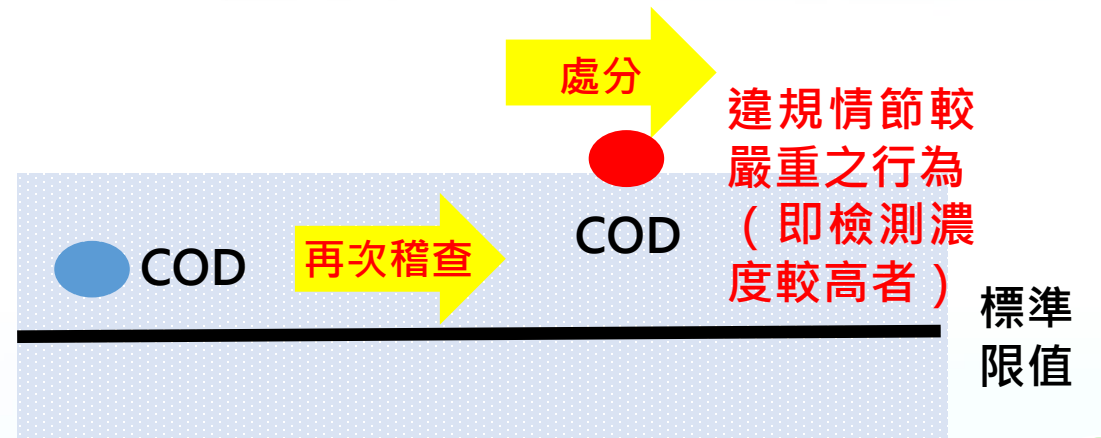 處分
違規情節較
嚴重之行為
（即檢測濃
度較高者）
COD
再次稽查
COD
標準
限值